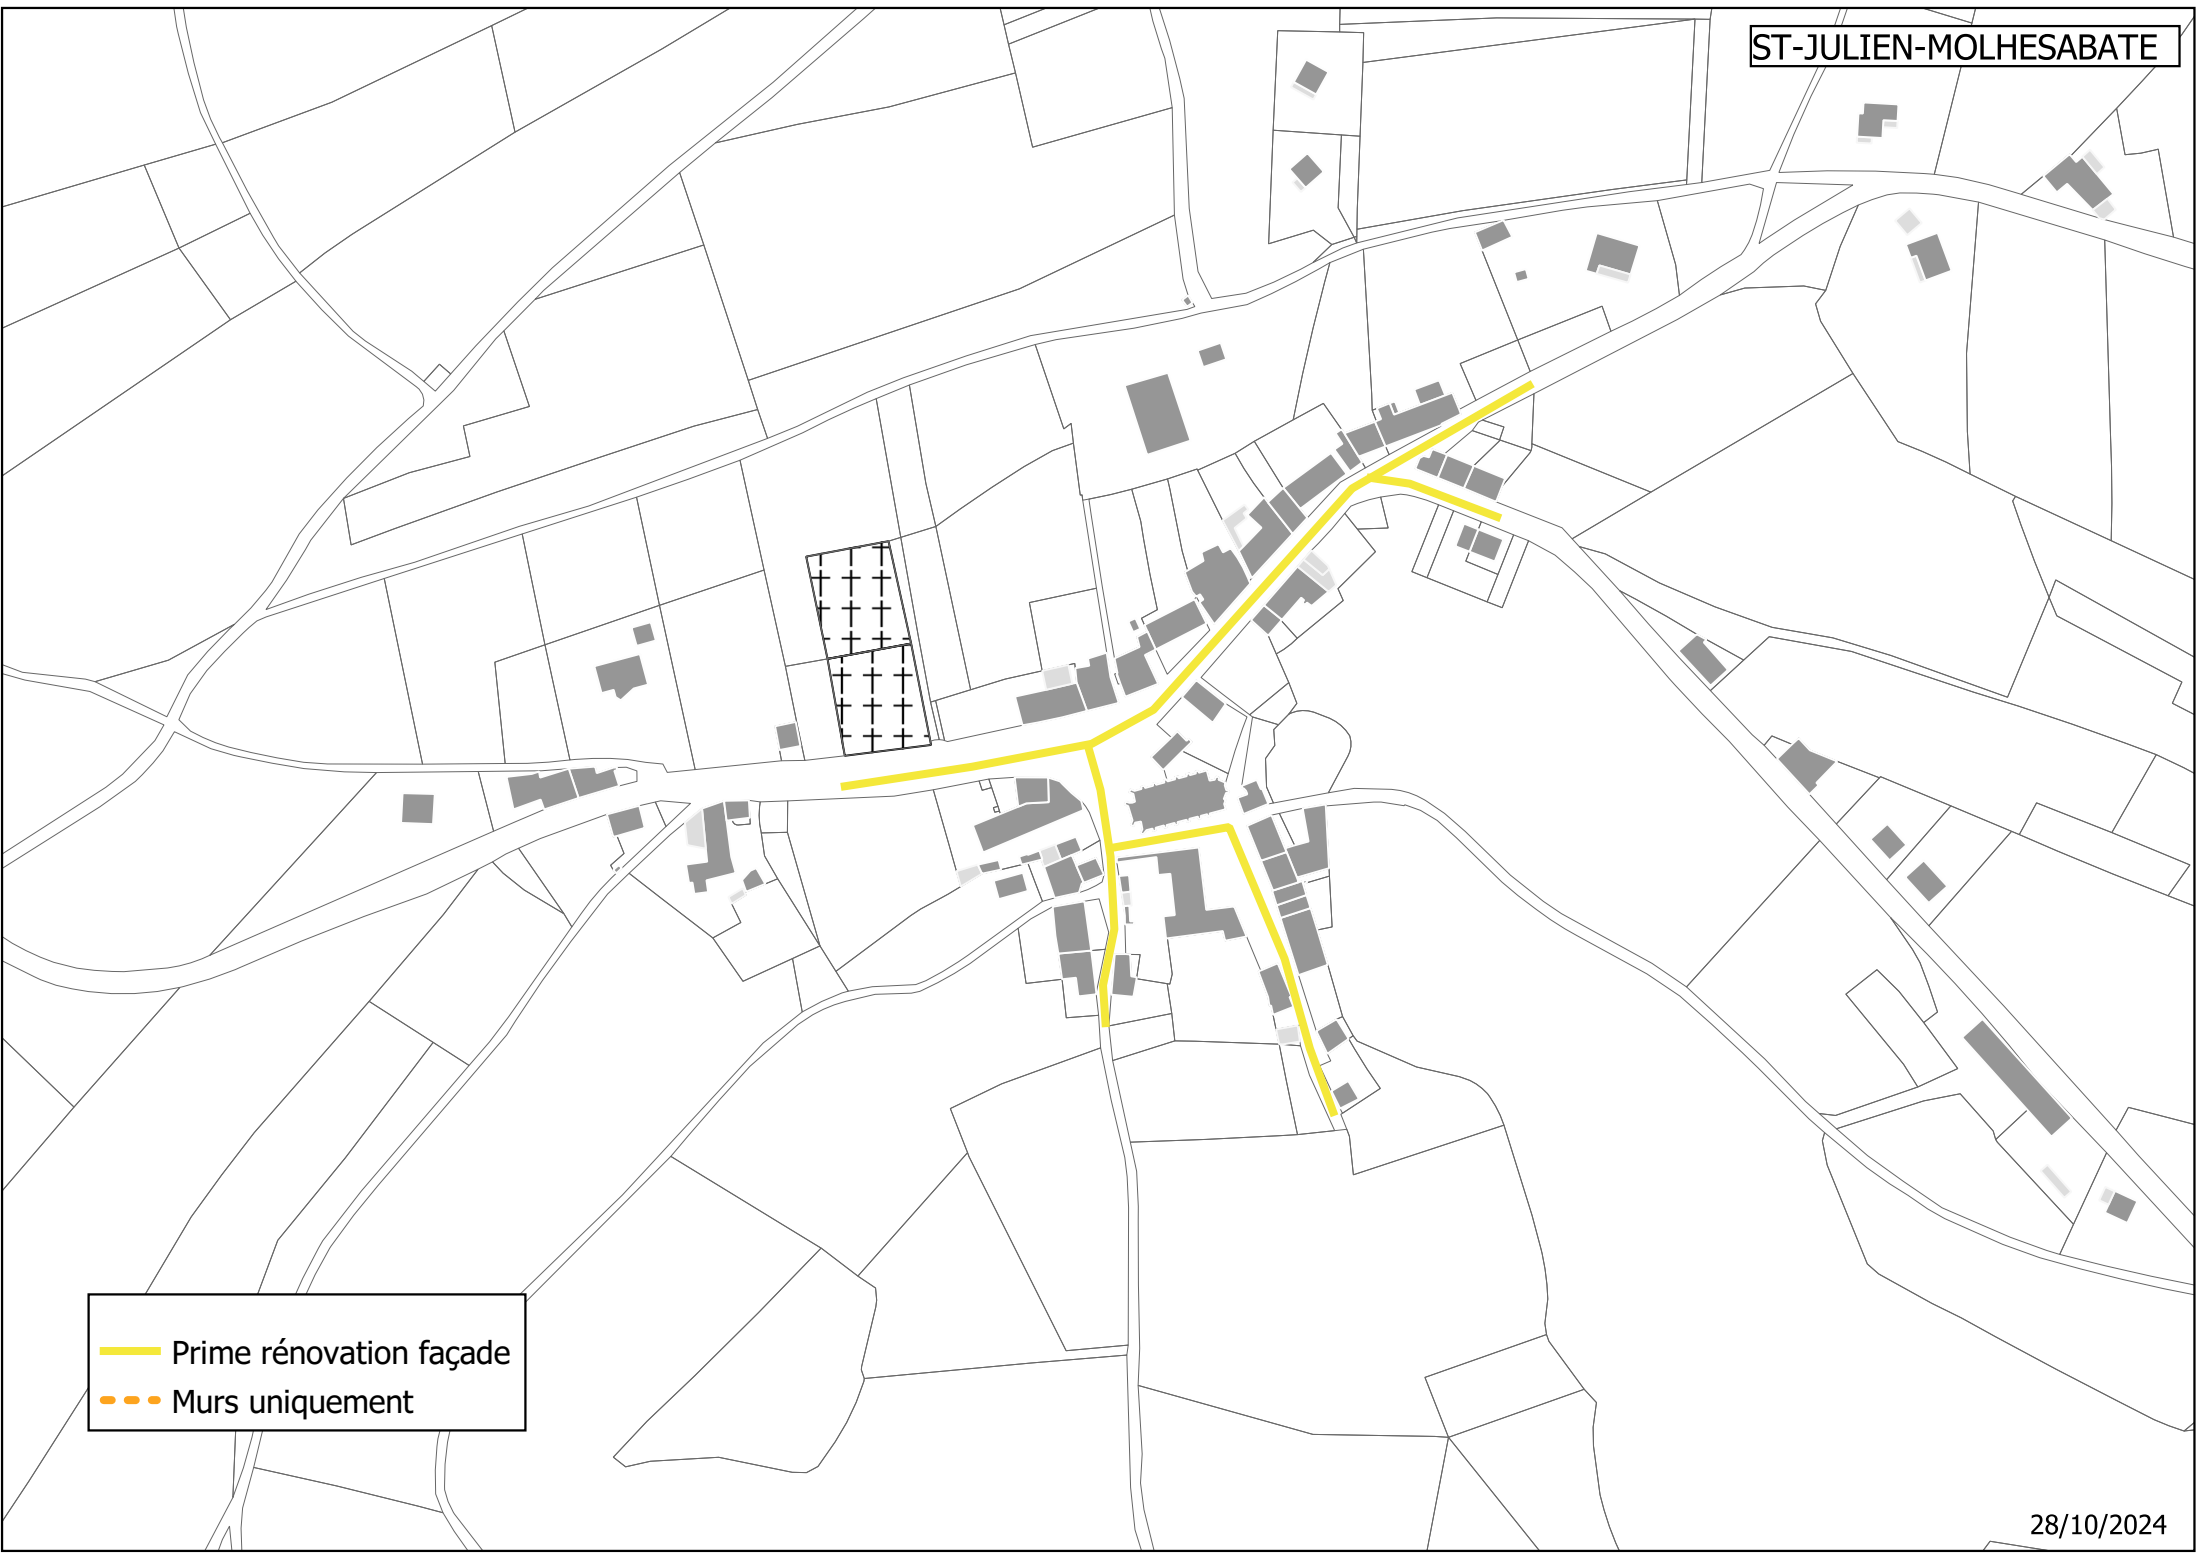 ST-JULIEN-MOLHESABATE
Prime rénovation façade
Murs uniquement
28/10/2024